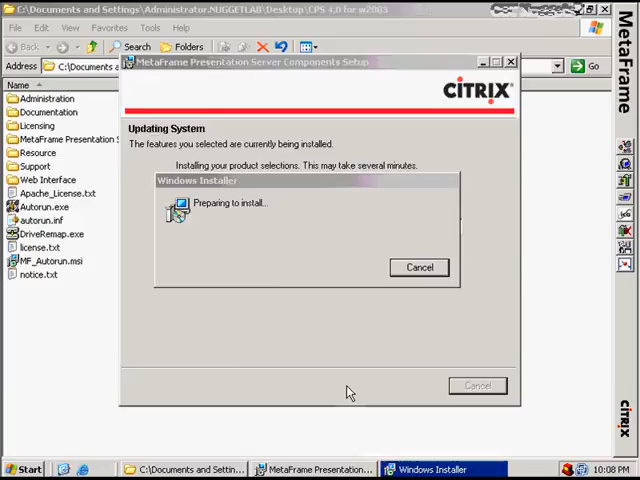 C:\Documents and Settings\Administrator.NUGGETLAB\Desktop\CPS 4.0 for w2003
File Edit View Favorites Tools Help
Back Search Folders
Address C:\Documents a Go
Name
Administration
Documentation
Licensing
MetaFrame Presentation S
Resource
Support
Web Interface
Apache_License.txt
Autorun.exe
autorun.inf
DriveRemap.exe
license.txt
MF_Autorun.msi
notice.txt
MetaFrame Presentation Server Components Setup
CITRIX
Updating System
The features you selected are currently being installed.
Installing your product selections. This may take several minutes.
Windows Installer
Preparing to install...
Cancel
Cancel
MetaFrame
CITRIX
Start C:\Documents and Settin... MetaFrame Presentation... Windows Installer 10:08 PM